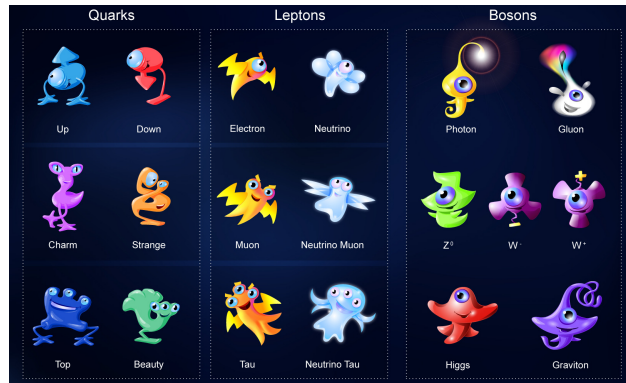 Quarks
Leptons
Bosons
Up
Down
Electron
Neutrino
Photon
Gluon
Charm
Strange
Muon
Neutrino Muon
Z⁰
W⁻
W⁺
Top
Beauty
Tau
Neutrino Tau
Higgs
Graviton